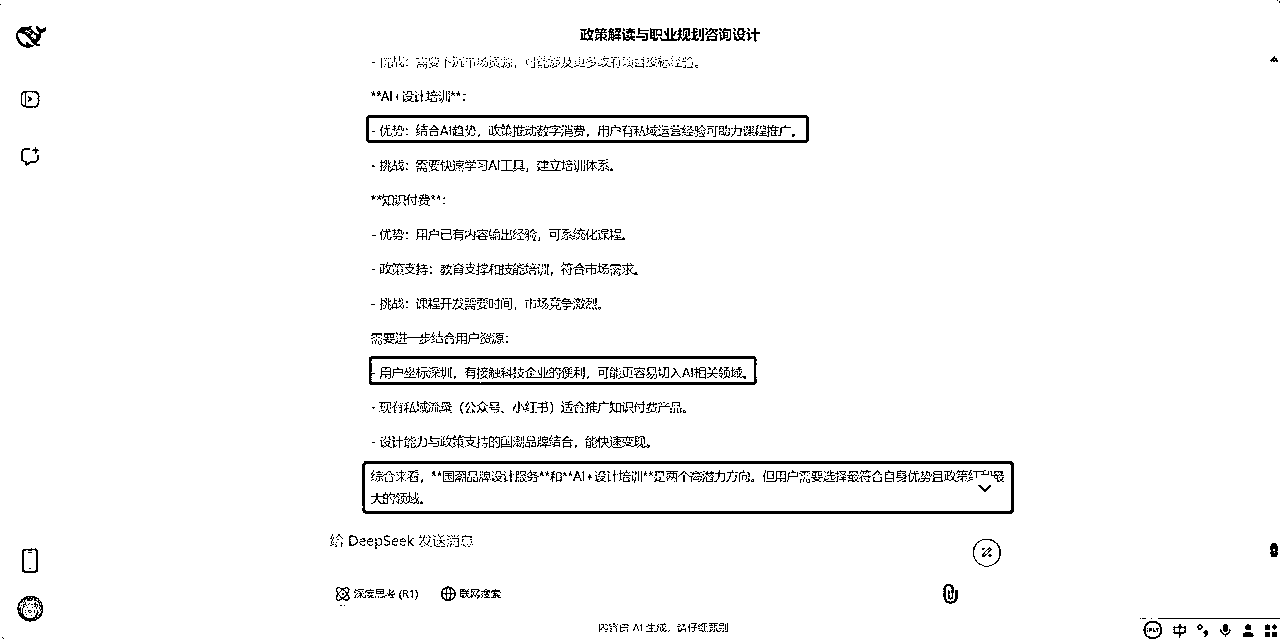 政策解读与职业规划咨询设计
- 挑战：需要下沉市场资源，可能涉及更多政府项目投标经验。
**AI+设计培训**：
- 优势：结合AI趋势，政策推动数字消费，用户有私域运营经验可助力课程推广。
- 挑战：需要快速学习AI工具，建立培训体系。
**知识付费**：
- 优势：用户已有内容输出经验，可系统化课程。
- 政策支持：教育支撑和技能培训，符合市场需求。
- 挑战：课程开发需要时间，市场竞争激烈。
需要进一步结合用户资源：
- 用户坐标深圳，有接触科技企业的便利，可能更容易切入AI相关领域。
- 现有私域流量（公众号、小红书）适合推广知识付费产品。
- 设计能力与政策支持的国潮品牌结合，能快速变现。
综合来看，**国潮品牌设计服务**和**AI+设计培训**是两个高潜力方向。但用户需要选择最符合自身优势且政策红利最
大的领域。
给 DeepSeek 发送消息
深度思考 (R1) 联网搜索
内容由 AI 生成，请仔细甄别
中